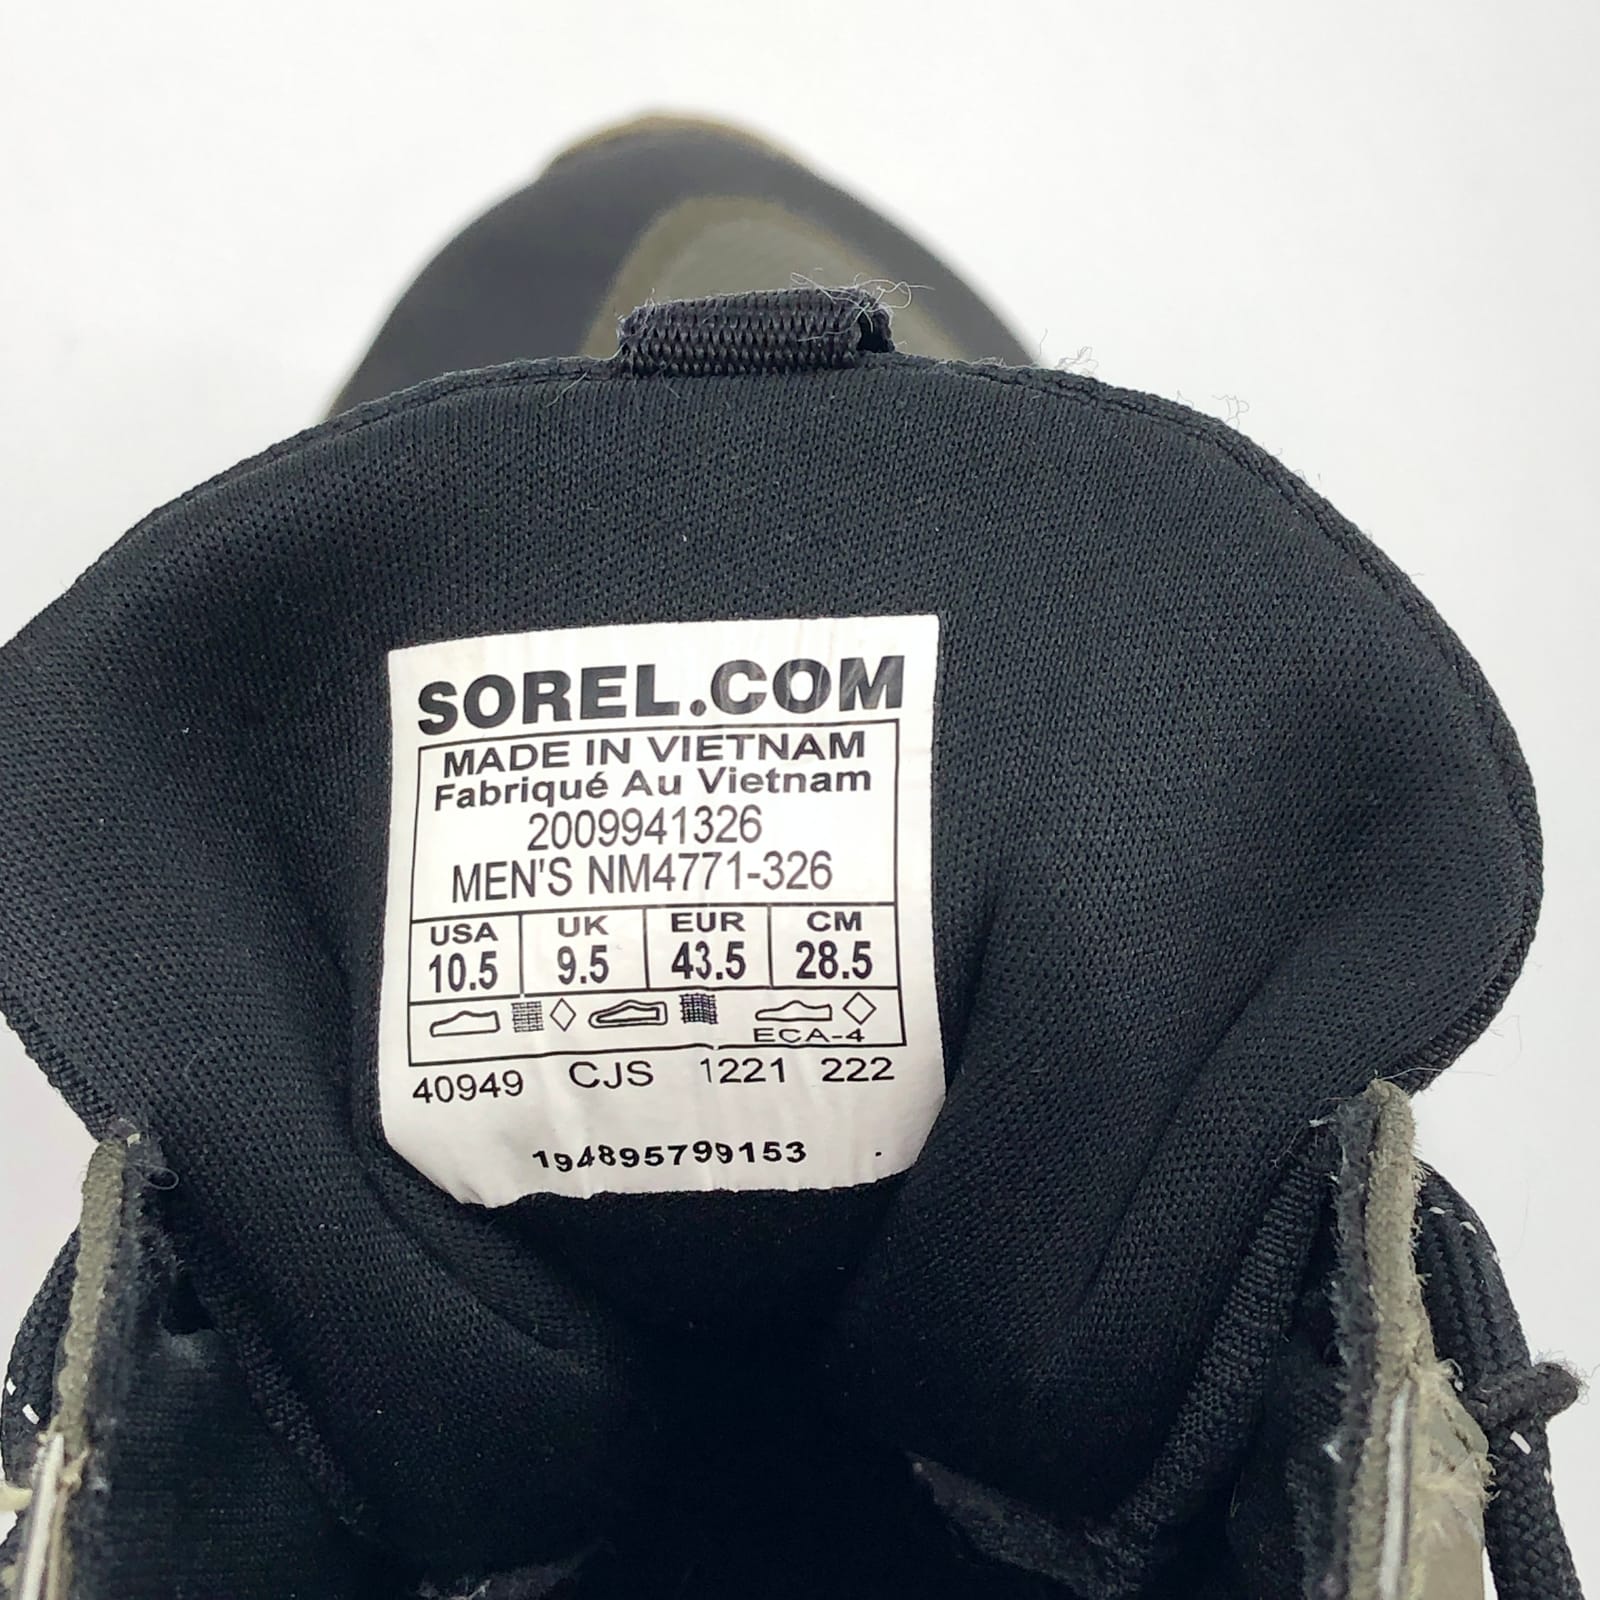 SOREL.COM
MADE IN VIETNAM
Fabriqué Au Vietnam
2009941326
MEN'S NM4771-326
USA UK EUR CM
10.5 9.5 43.5 28.5
ECA-4
40949 CJS 1221 222
194895799153